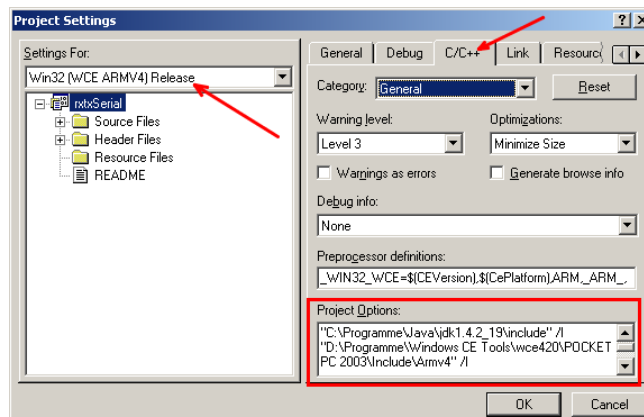 Project Settings
Settings For:
Win32 (WCE ARMV4) Release
rxtxSerial
Source Files
Header Files
Resource Files
README
General Debug C/C++ Link Resourc
Category: General Reset
Warning level: Optimizations:
Level 3 Minimize Size
Warnings as errors Generate browse info
Debug info:
None
Preprocessor definitions:
_WIN32_WCE=$(CEVersion),$(CePlatform),ARM,_ARM_,
Project Options:
"C:\Programme\Java\jdk1.4.2_19\include" /I
"D:\Programme\Windows CE Tools\wce420\POCKET
PC 2003\Include\Armv4" /I
OK Cancel